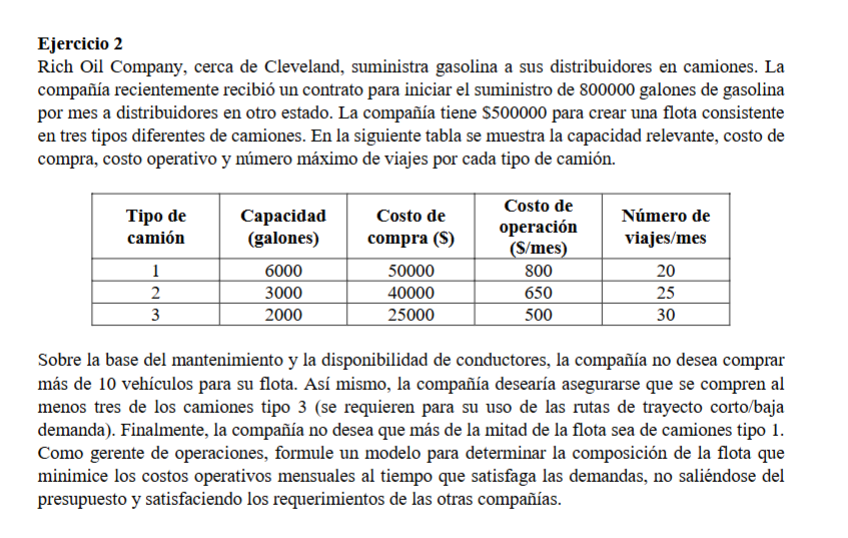 Ejercicio 2
Rich Oil Company, cerca de Cleveland, suministra gasolina a sus distribuidores en camiones. La
compañía recientemente recibió un contrato para iniciar el suministro de 800000 galones de gasolina
por mes a distribuidores en otro estado. La compañía tiene $500000 para crear una flota consistente
en tres tipos diferentes de camiones. En la siguiente tabla se muestra la capacidad relevante, costo de
compra, costo operativo y número máximo de viajes por cada tipo de camión.
Tipo de camión | Capacidad (galones) | Costo de compra ($) | Costo de operación ($/mes) | Número de viajes/mes
1 | 6000 | 50000 | 800 | 20
2 | 3000 | 40000 | 650 | 25
3 | 2000 | 25000 | 500 | 30
Sobre la base del mantenimiento y la disponibilidad de conductores, la compañía no desea comprar
más de 10 vehículos para su flota. Así mismo, la compañía desearía asegurarse que se compren al
menos tres de los camiones tipo 3 (se requieren para su uso de las rutas de trayecto corto/baja
demanda). Finalmente, la compañía no desea que más de la mitad de la flota sea de camiones tipo 1.
Como gerente de operaciones, formule un modelo para determinar la composición de la flota que
minimice los costos operativos mensuales al tiempo que satisfaga las demandas, no saliéndose del
presupuesto y satisfaciendo los requerimientos de las otras compañías.